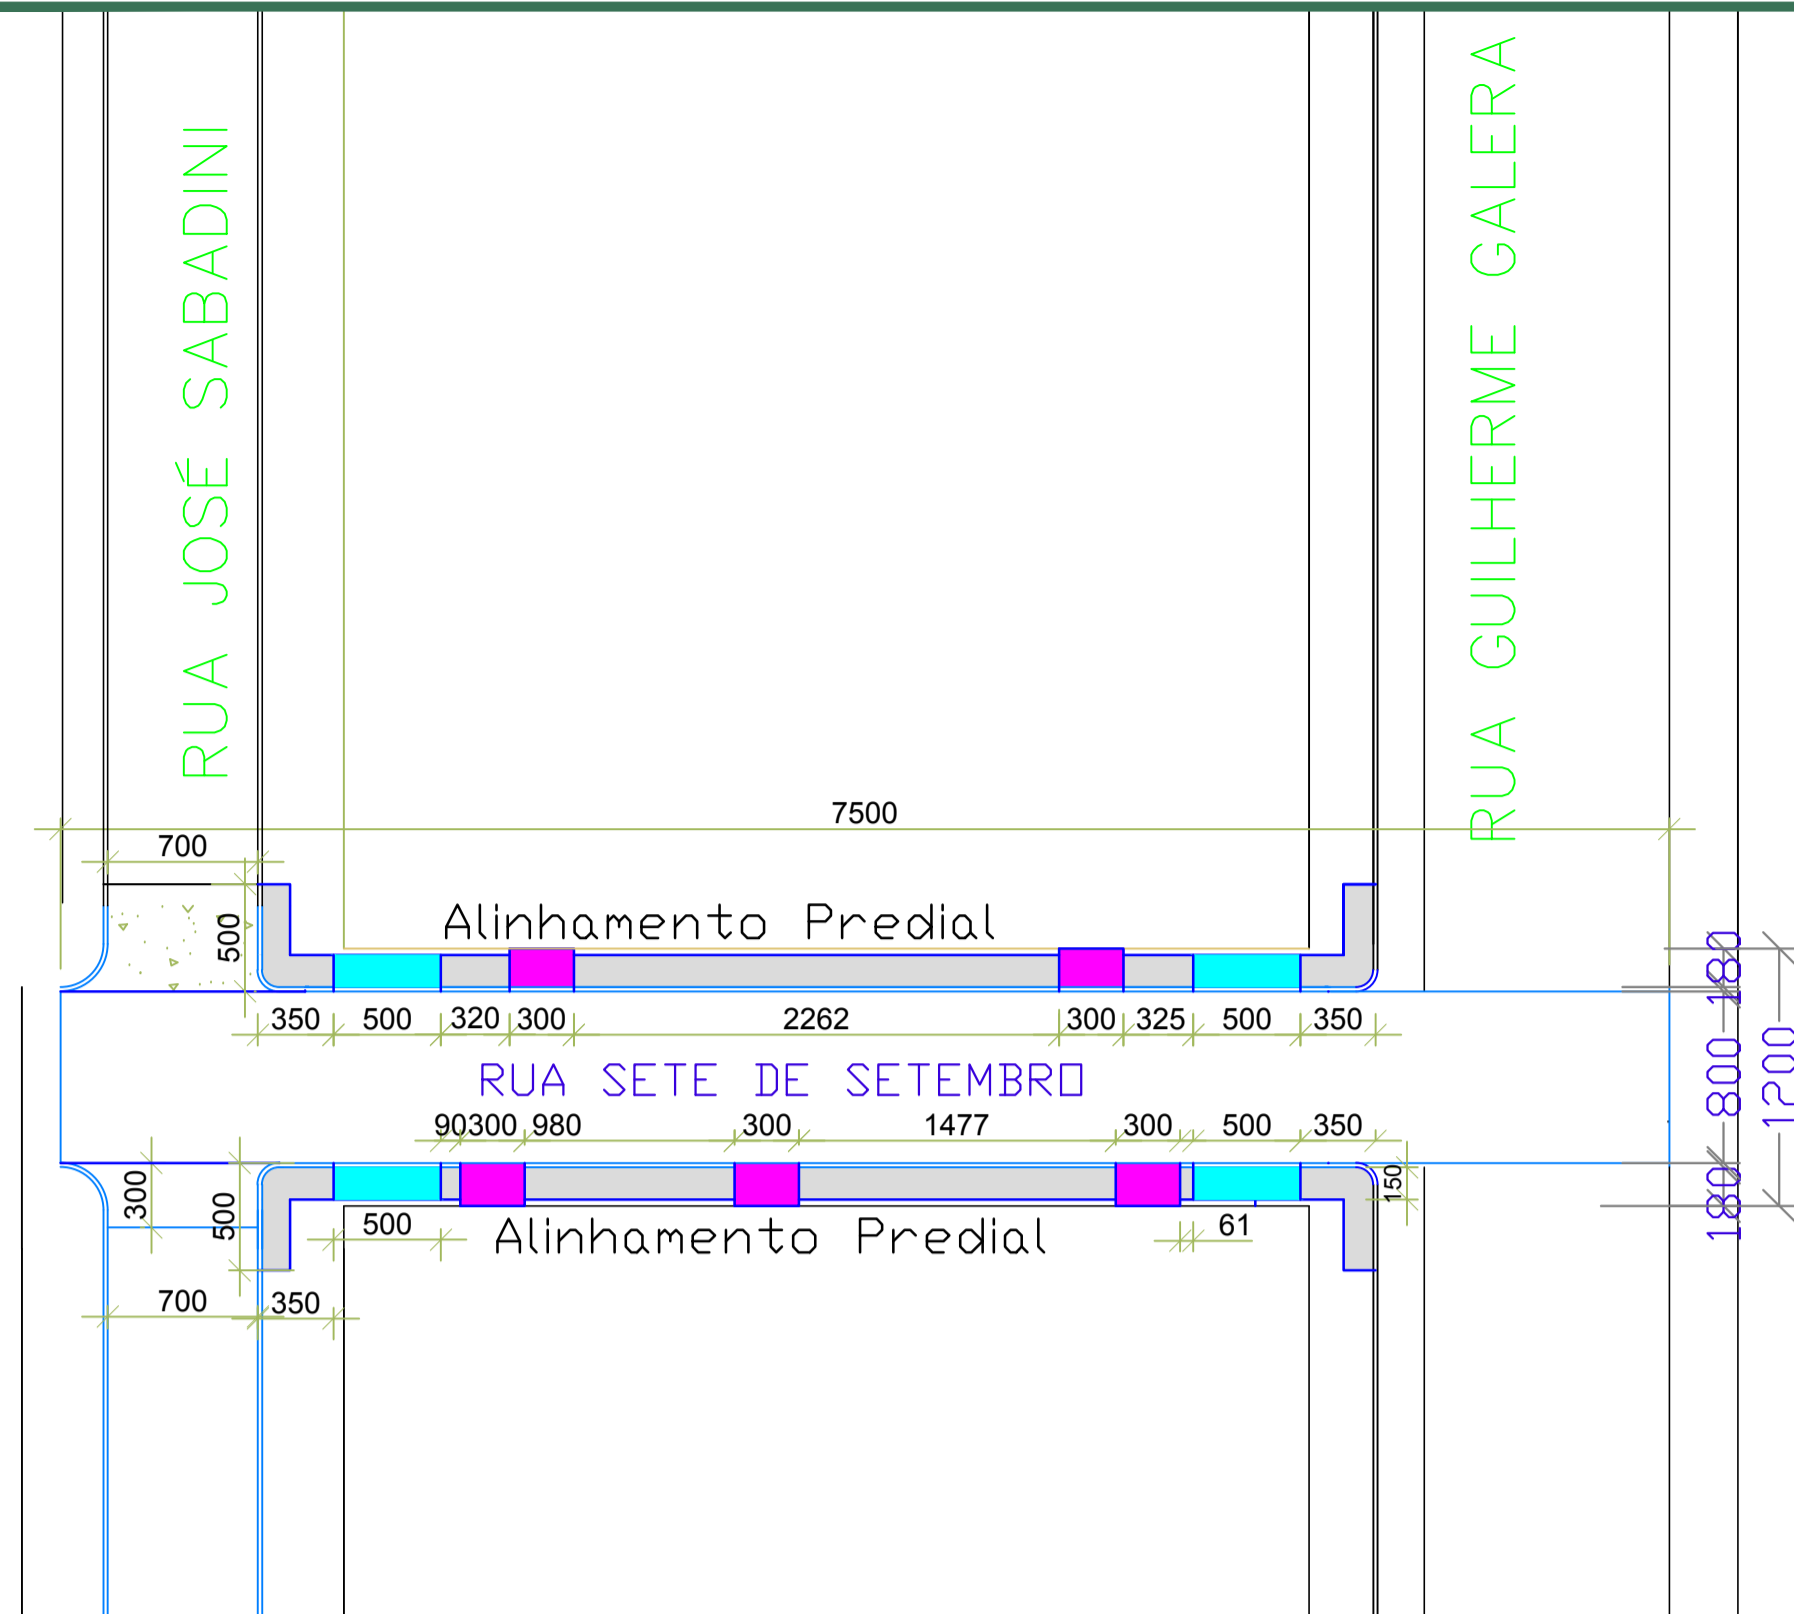 RUA JOSÉ SABADINI
RUA GUILHERME GALERA
7500
700
500
Alinhamento Predial
180
350 500 320 300 2262 300 325 500 350
RUA SETE DE SETEMBRO
800
1200
90 300 980 300 1477 300 500 350
300
500
150
180
500
Alinhamento Predial
61
700
350